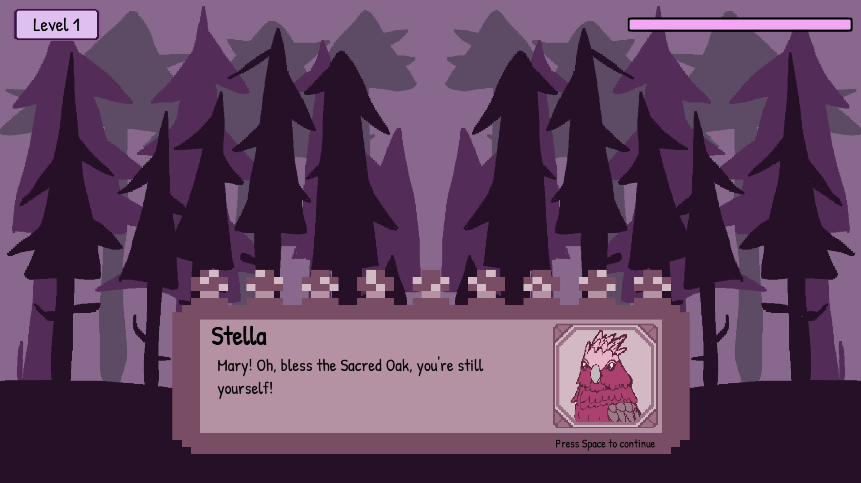 Level 1
Stella
Mary! Oh, bless the Sacred Oak, you're still
yourself!
Press Space to continue